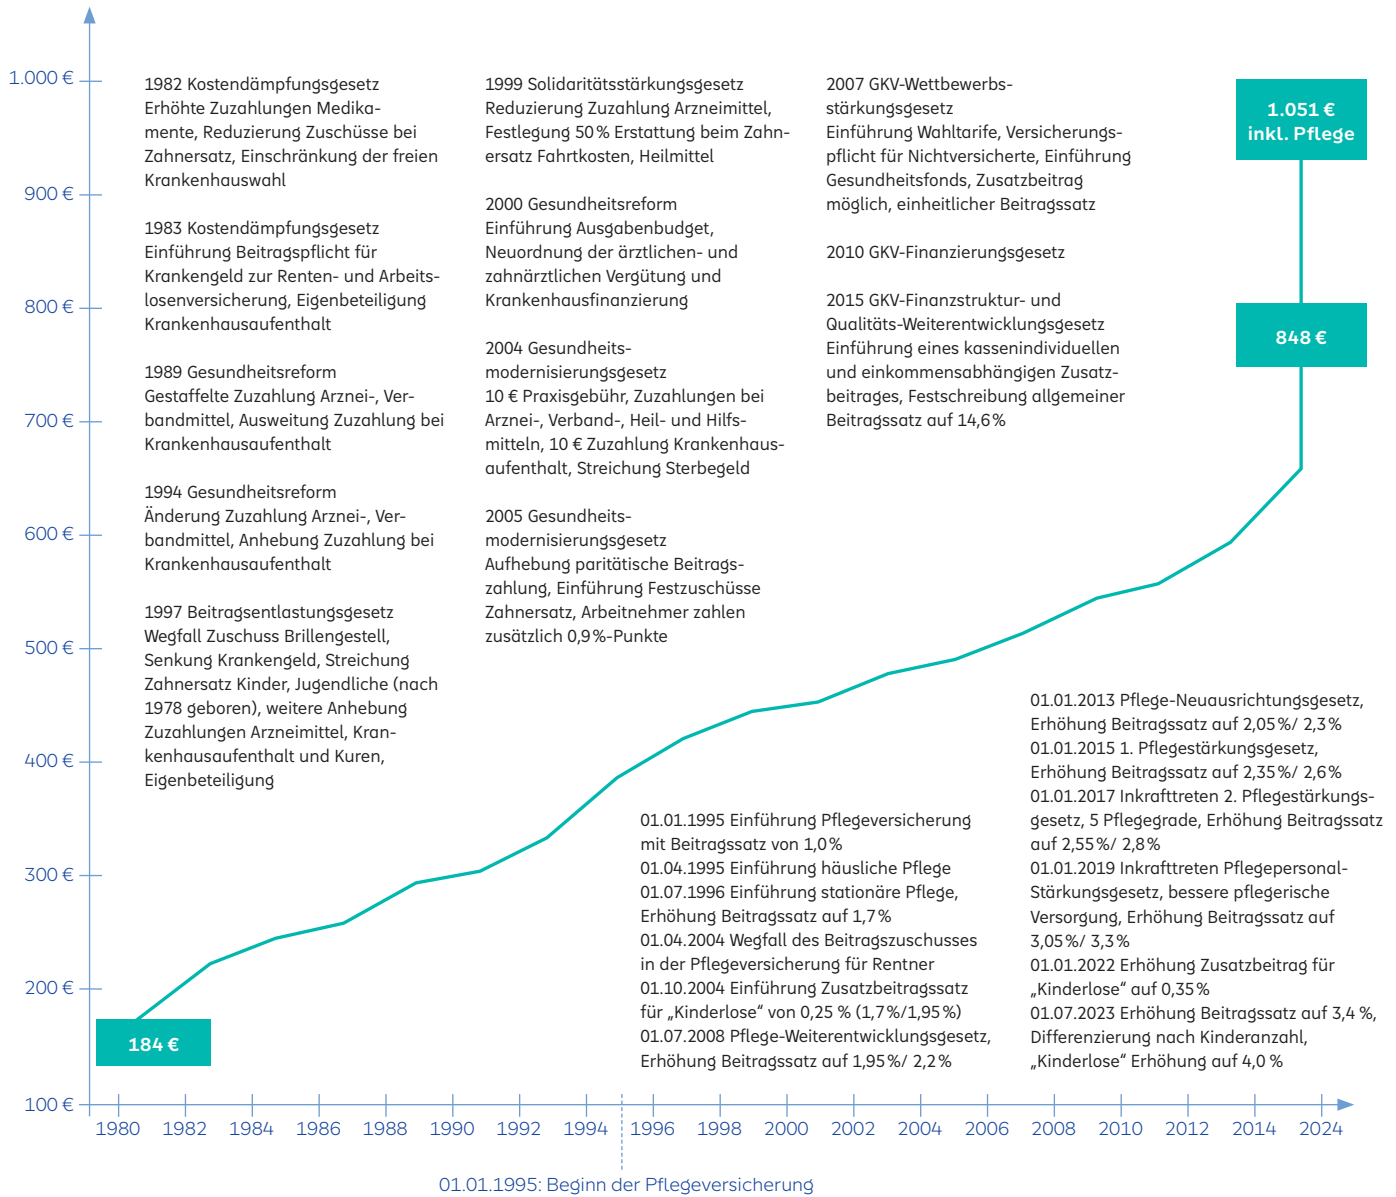 1.000 €
900 €
800 €
700 €
600 €
500 €
400 €
300 €
200 €
100 €
1982 Kostendämpfungsgesetz
Erhöhte Zuzahlungen Medika-
mente, Reduzierung Zuschüsse bei
Zahnersatz, Einschränkung der freien
Krankenhauswahl
1983 Kostendämpfungsgesetz
Einführung Beitragspflicht für
Krankengeld zur Renten- und Arbeits-
losenversicherung, Eigenbeteiligung
Krankenhausaufenthalt
1989 Gesundheitsreform
Gestaffelte Zuzahlung Arznei-, Ver-
bandmittel, Ausweitung Zuzahlung bei
Krankenhausaufenthalt
1994 Gesundheitsreform
Änderung Zuzahlung Arznei-, Ver-
bandmittel, Anhebung Zuzahlung bei
Krankenhausaufenthalt
1997 Beitragsentlastungsgesetz
Wegfall Zuschuss Brillengestell,
Senkung Krankengeld, Streichung
Zahnersatz Kinder, Jugendliche (nach
1978 geboren), weitere Anhebung
Zuzahlungen Arzneimittel, Kran-
kenhausaufenthalt und Kuren,
Eigenbeteiligung
1999 Solidaritätsstärkungsgesetz
Reduzierung Zuzahlung Arzneimittel,
Festlegung 50 % Erstattung beim Zahn-
ersatz Fahrtkosten, Heilmittel
2000 Gesundheitsreform
Einführung Ausgabenbudget,
Neuordnung der ärztlichen- und
zahnärztlichen Vergütung und
Krankenhausfinanzierung
2004 Gesundheits-
modernisierungsgesetz
10 € Praxisgebühr, Zuzahlungen bei
Arznei-, Verband-, Heil- und Hilfs-
mitteln, 10 € Zuzahlung Krankenhaus-
aufenthalt, Streichung Sterbegeld
2005 Gesundheits-
modernisierungsgesetz
Aufhebung paritätische Beitrags-
zahlung, Einführung Festzuschüsse
Zahnersatz, Arbeitnehmer zahlen
zusätzlich 0,9 %-Punkte
2007 GKV-Wettbewerbs-
stärkungsgesetz
Einführung Wahltarife, Versicherungs-
pflicht für Nichtversicherte, Einführung
Gesundheitsfonds, Zusatzbeitrag
möglich, einheitlicher Beitragssatz
2010 GKV-Finanzierungsgesetz
2015 GKV-Finanzstruktur- und
Qualitäts-Weiterentwicklungsgesetz
Einführung eines kassenindividuellen
und einkommensabhängigen Zusatz-
beitrages, Festschreibung allgemeiner
Beitragssatz auf 14,6 %
1.051 €
inkl. Pflege
848 €
184 €
01.01.1995 Einführung Pflegeversicherung
mit Beitragssatz von 1,0 %
01.04.1995 Einführung häusliche Pflege
01.07.1996 Einführung stationäre Pflege,
Erhöhung Beitragssatz auf 1,7 %
01.04.2004 Wegfall des Beitragszuschusses
in der Pflegeversicherung für Rentner
01.10.2004 Einführung Zusatzbeitragssatz
für „Kinderlose“ von 0,25 % (1,7 %/1,95 %)
01.07.2008 Pflege-Weiterentwicklungsgesetz,
Erhöhung Beitragssatz auf 1,95 %/ 2,2 %
01.01.2013 Pflege-Neuausrichtungsgesetz,
Erhöhung Beitragssatz auf 2,05 %/ 2,3 %
01.01.2015 1. Pflegestärkungsgesetz,
Erhöhung Beitragssatz auf 2,35 %/ 2,6 %
01.01.2017 Inkrafttreten 2. Pflegestärkungs-
gesetz, 5 Pflegegrade, Erhöhung Beitragssatz
auf 2,55 %/ 2,8 %
01.01.2019 Inkrafttreten Pflegepersonal-
Stärkungsgesetz, bessere pflegerische
Versorgung, Erhöhung Beitragssatz auf
3,05 %/ 3,3 %
01.01.2022 Erhöhung Zusatzbeitrag für
„Kinderlose“ auf 0,35 %
01.07.2023 Erhöhung Beitragssatz auf 3,4 %,
Differenzierung nach Kinderanzahl,
„Kinderlose“ Erhöhung auf 4,0 %
1980 1982 1984 1986 1988 1990 1992 1994 1996 1998 2000 2002 2004 2006 2008 2010 2012 2014 2024
01.01.1995: Beginn der Pflegeversicherung